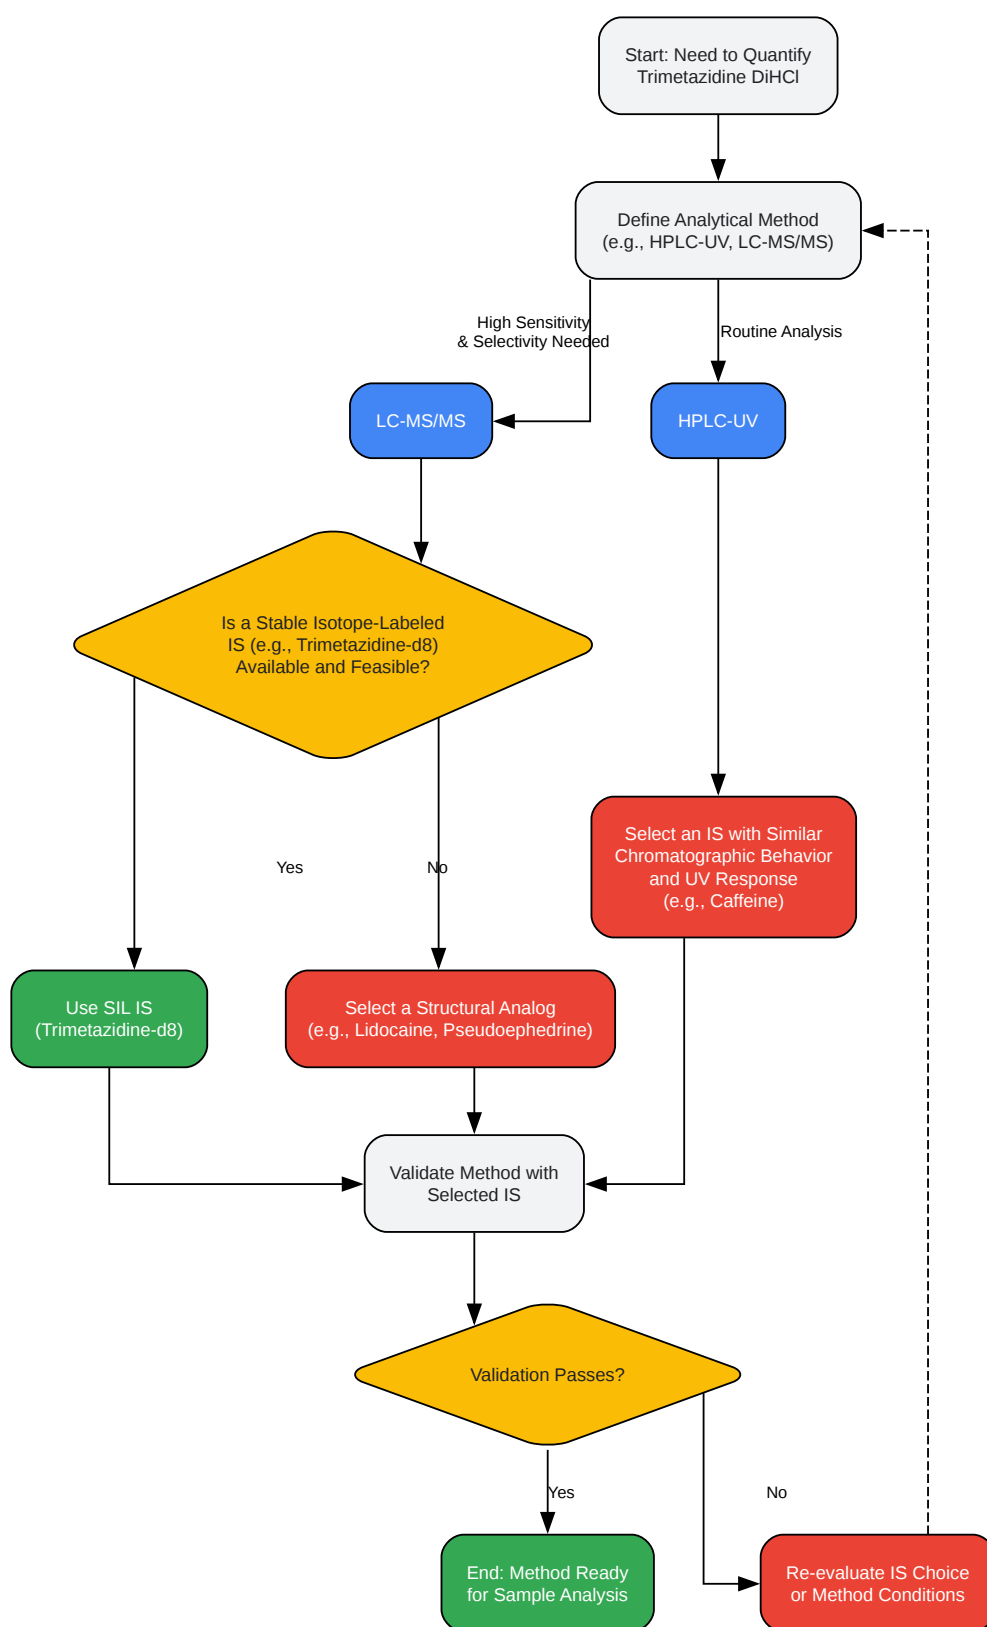 Start: Need to Quantify
Trimetazidine DiHCl
Define Analytical Method
(e.g., HPLC-UV, LC-MS/MS)
High Sensitivity
& Selectivity Needed
Routine Analysis
LC-MS/MS
HPLC-UV
Is a Stable Isotope-Labeled
IS (e.g., Trimetazidine-d8)
Available and Feasible?
Select an IS with Similar
Chromatographic Behavior
and UV Response
(e.g., Caffeine)
Yes
No
Use SIL IS
(Trimetazidine-d8)
Select a Structural Analog
(e.g., Lidocaine, Pseudoephedrine)
Validate Method with
Selected IS
Validation Passes?
Yes
No
End: Method Ready
for Sample Analysis
Re-evaluate IS Choice
or Method Conditions